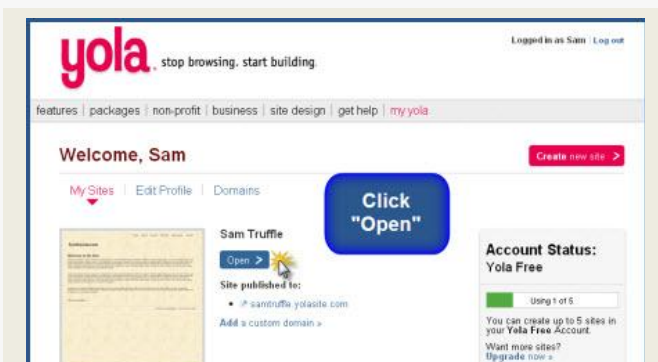 yola. stop browsing. start building.
Logged in as Sam | Log out
features | packages | non-profit | business | site design | get help | my yola
Welcome, Sam
Create new site >
My Sites | Edit Profile | Domains
Click
"Open"
Sam Truffle
Open >
Site published to:
samtruffle.yolasite.com
Add a custom domain »
Account Status:
Yola Free
Using 1 of 5
You can create up to 5 sites in
your Yola Free Account.
Want more sites?
Upgrade now »